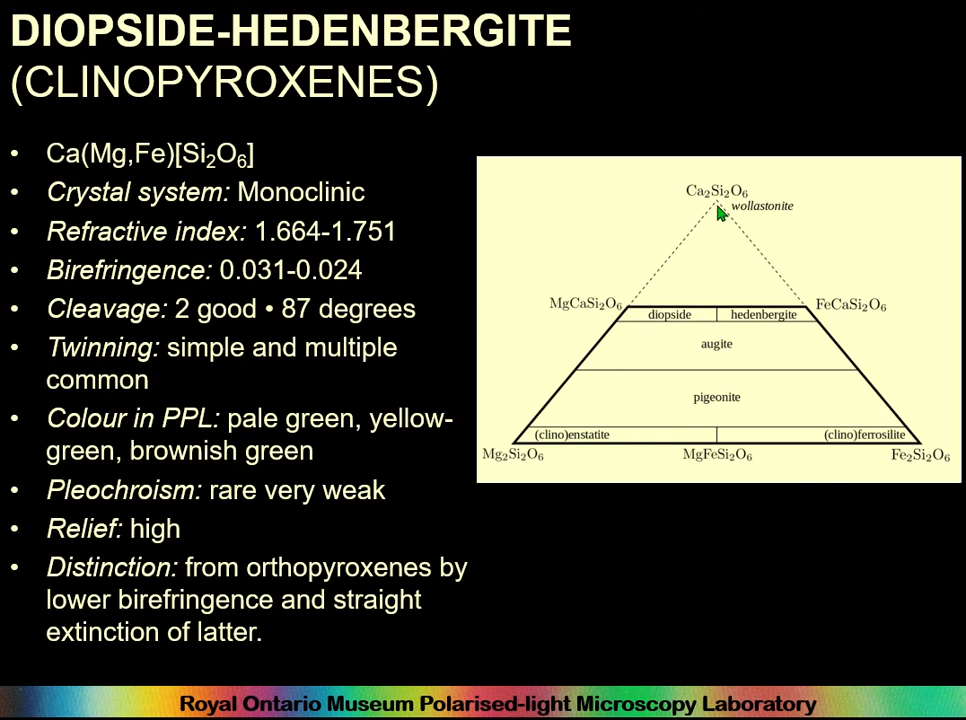 DIOPSIDE-HEDENBERGITE
(CLINOPYROXENES)
• Ca(Mg,Fe)[Si₂O₆]
• Crystal system: Monoclinic
• Refractive index: 1.664-1.751
• Birefringence: 0.031-0.024
• Cleavage: 2 good • 87 degrees
• Twinning: simple and multiple
common
• Colour in PPL: pale green, yellow-
green, brownish green
• Pleochroism: rare very weak
• Relief: high
• Distinction: from orthopyroxenes by
lower birefringence and straight
extinction of latter.
Ca₂Si₂O₆
wollastonite
MgCaSi₂O₆
FeCaSi₂O₆
diopside
hedenbergite
augite
pigeonite
(clino)enstatite
(clino)ferrosilite
Mg₂Si₂O₆
MgFeSi₂O₆
Fe₂Si₂O₆
Royal Ontario Museum Polarised-light Microscopy Laboratory